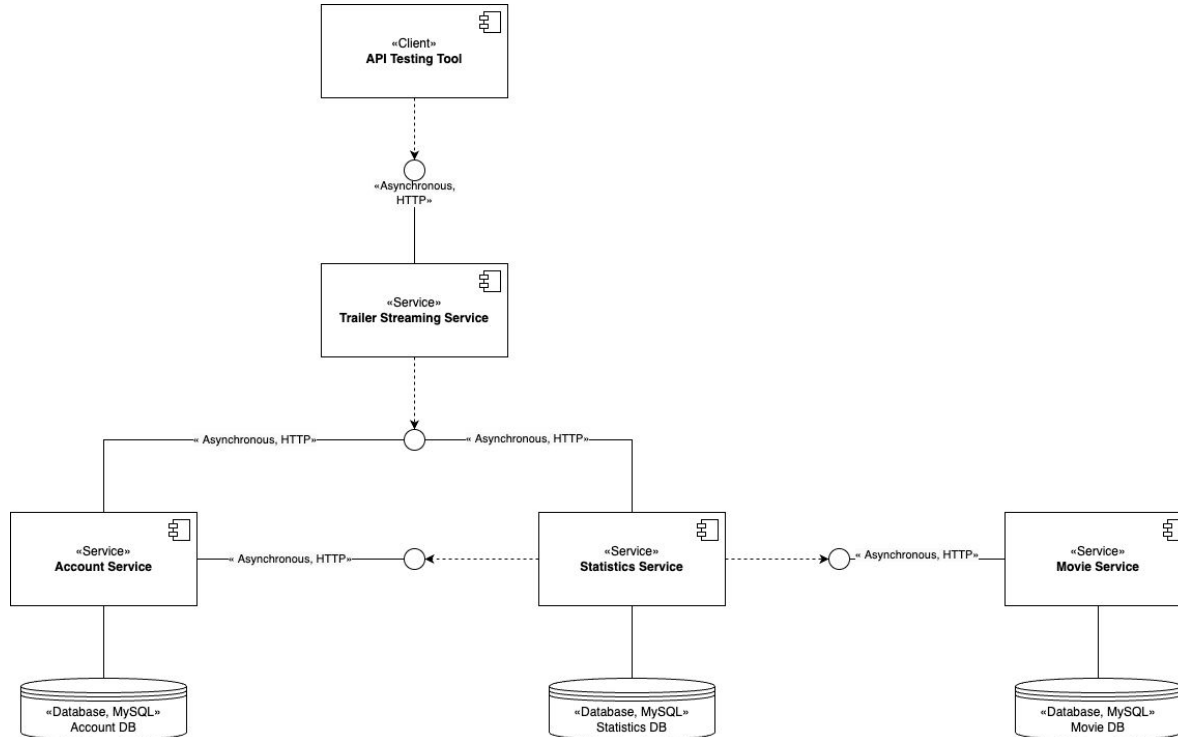 «Client»
API Testing Tool
«Asynchronous,
HTTP»
«Service»
Trailer Streaming Service
« Asynchronous, HTTP»
« Asynchronous, HTTP»
«Service»
Account Service
« Asynchronous, HTTP»
«Service»
Statistics Service
« Asynchronous, HTTP»
«Service»
Movie Service
«Database, MySQL»
Account DB
«Database, MySQL»
Statistics DB
«Database, MySQL»
Movie DB